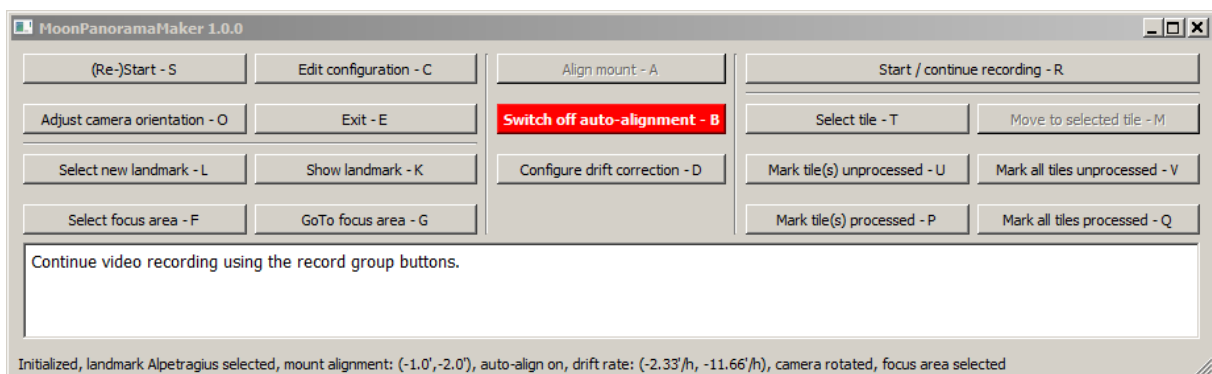 MoonPanoramaMaker 1.0.0
(Re-)Start - S
Edit configuration - C
Align mount - A
Start / continue recording - R
Adjust camera orientation - O
Exit - E
Switch off auto-alignment - B
Select tile - T
Move to selected tile - M
Select new landmark - L
Show landmark - K
Configure drift correction - D
Mark tile(s) unprocessed - U
Mark all tiles unprocessed - V
Select focus area - F
GoTo focus area - G
Mark tile(s) processed - P
Mark all tiles processed - Q
Continue video recording using the record group buttons.
Initialized, landmark Alpetragius selected, mount alignment: (-1.0',-2.0'), auto-align on, drift rate: (-2.33'/h, -11.66'/h), camera rotated, focus area selected